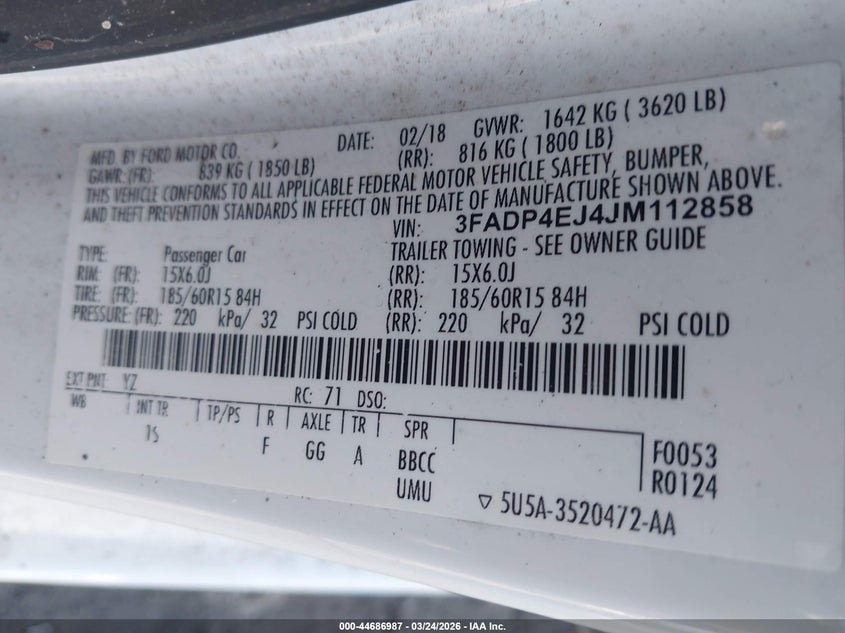 MFD. BY FORD MOTOR CO. DATE: 02/18 GVWR: 1642 KG ( 3620 LB)
GAWR: (FR): 839 KG ( 1850 LB) (RR): 816 KG ( 1800 LB)
THIS VEHICLE CONFORMS TO ALL APPLICABLE FEDERAL MOTOR VEHICLE SAFETY, BUMPER,
AND THEFT PREVENTION STANDARDS IN EFFECT ON THE DATE OF MANUFACTURE SHOWN ABOVE.
VIN: 3FADP4EJ4JM112858
TYPE: Passenger Car TRAILER TOWING - SEE OWNER GUIDE
RIM: (FR): 15X6.0J (RR): 15X6.0J
TIRE: (FR): 185/60R15 84H (RR): 185/60R15 84H
PRESSURE: (FR): 220 kPa/ 32 PSI COLD (RR): 220 kPa/ 32 PSI COLD
EXT PNT: YZ RC: 71 DSO:
WB INT TR TP/PS R AXLE TR SPR
15 F GG A BBCC F0053
UMU R0124
▽ 5U5A-3520472-AA
000-44686987 - 03/24/2026 - IAA Inc.